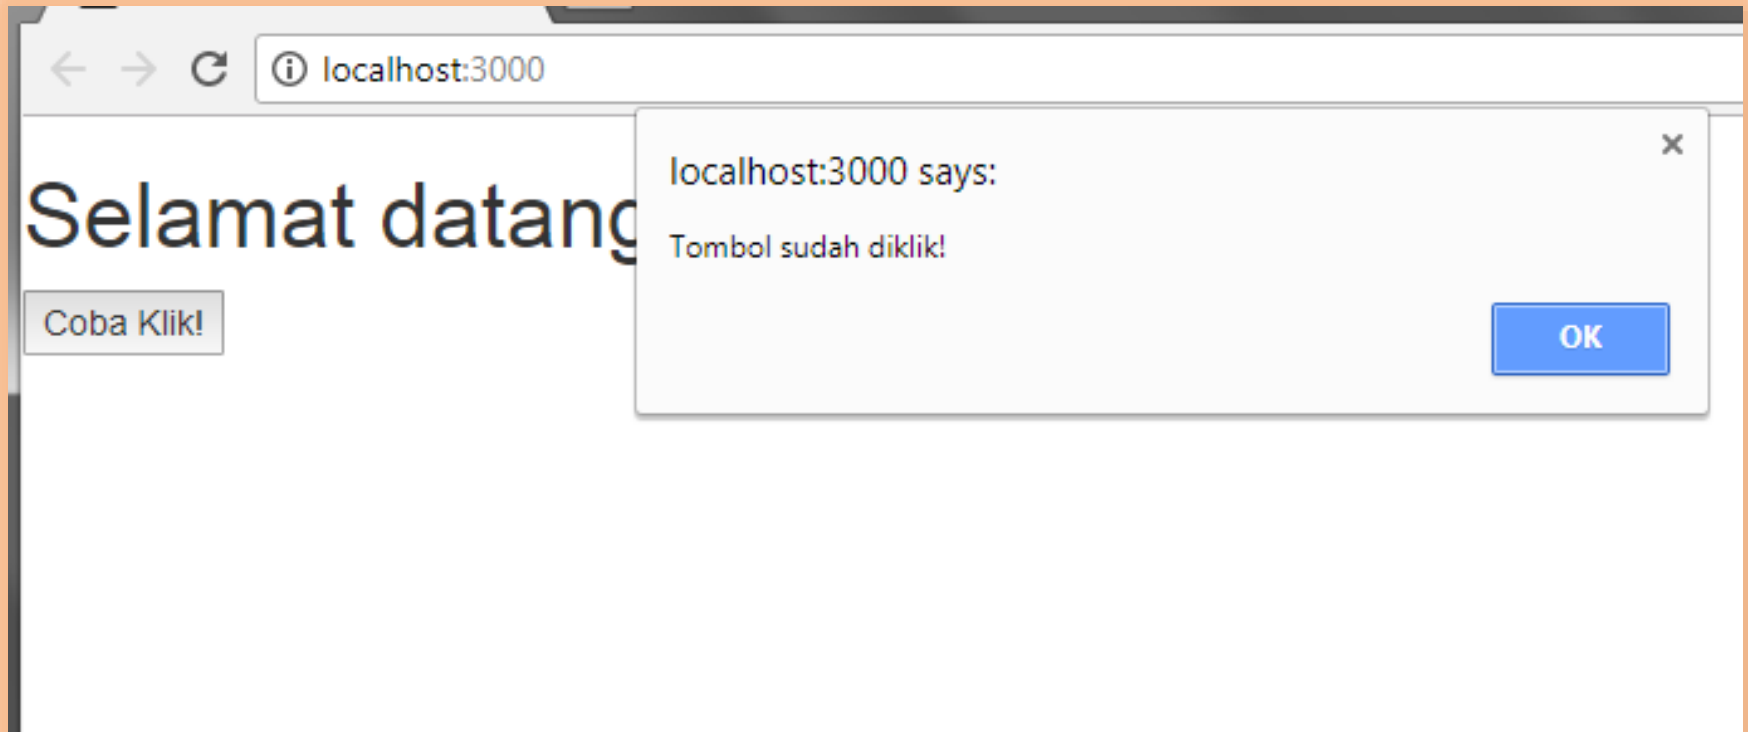 localhost:3000
localhost:3000 says:
Selamat datang
Tombol sudah diklik!
Coba Klik!
OK